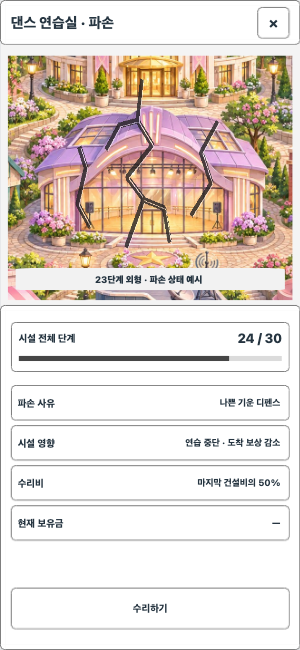 댄스 연습실 · 파손
×
23단계 외형 · 파손 상태 예시
시설 전체 단계
24 / 30
파손 사유
나쁜 기운 디펜스
시설 영향
연습 중단 · 도착 보상 감소
수리비
마지막 건설비의 50%
현재 보유금
—
수리하기